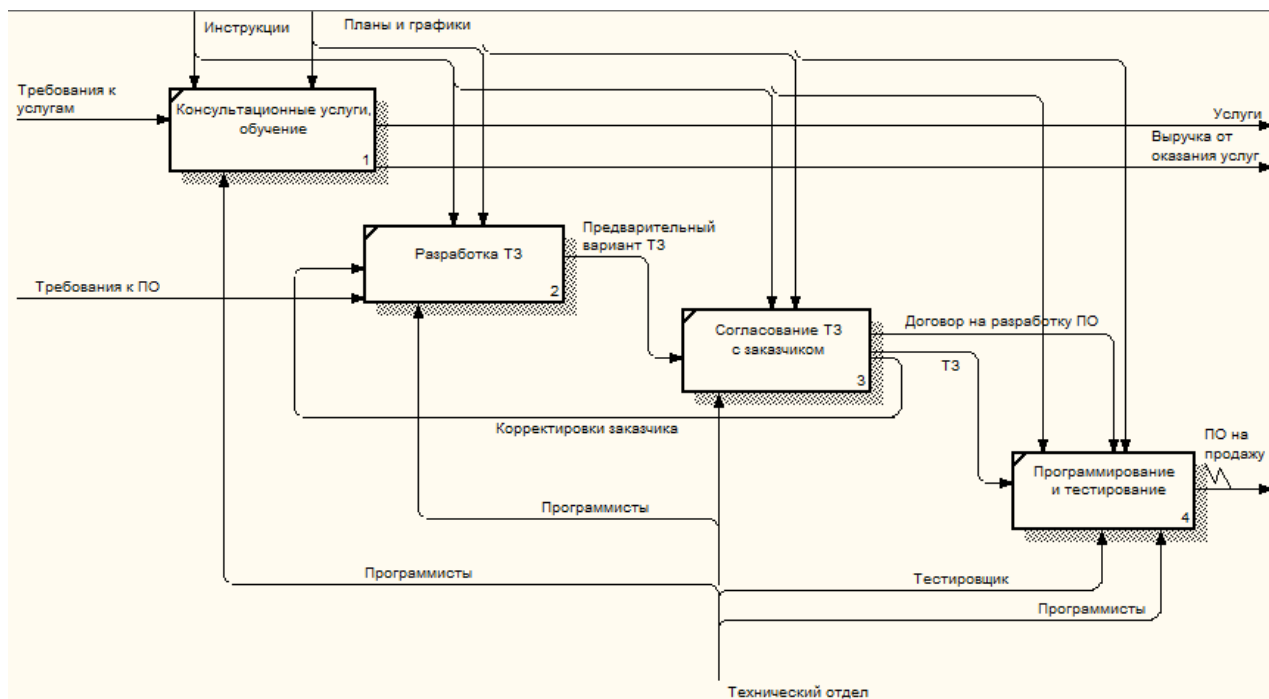 Инструкции
Планы и графики
Требования к
услугам
Консультационные услуги,
обучение
1
Услуги
Выручка от
оказания услуг
Предварительный
вариант ТЗ
Разработка ТЗ
2
Требования к ПО
Согласование ТЗ
с заказчиком
3
Договор на разработку ПО
ТЗ
Корректировки заказчика
ПО на
продажу
Программирование
и тестирование
4
Программисты
Программисты
Тестировщик
Программисты
Технический отдел